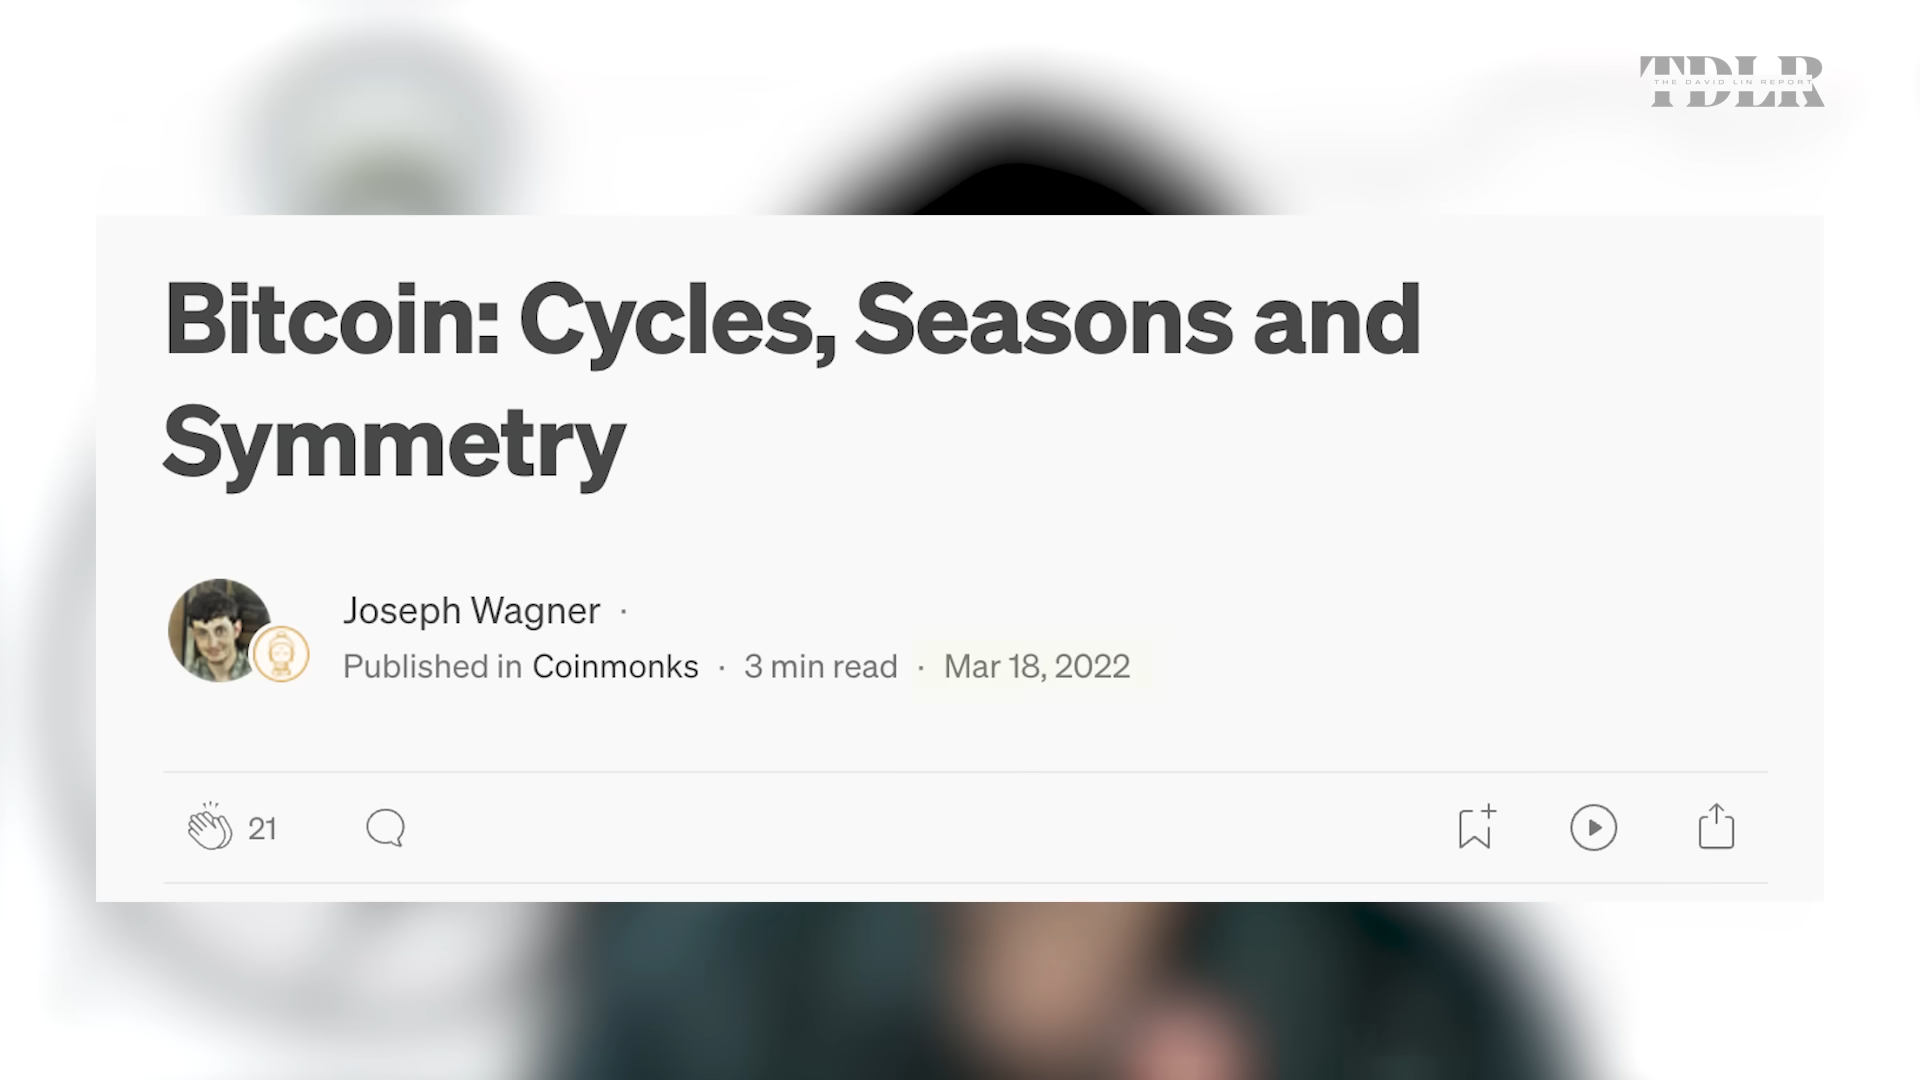 TDLR
THE DAVID LIN REPORT
Bitcoin: Cycles, Seasons and
Symmetry
Joseph Wagner ·
Published in Coinmonks · 3 min read · Mar 18, 2022
21